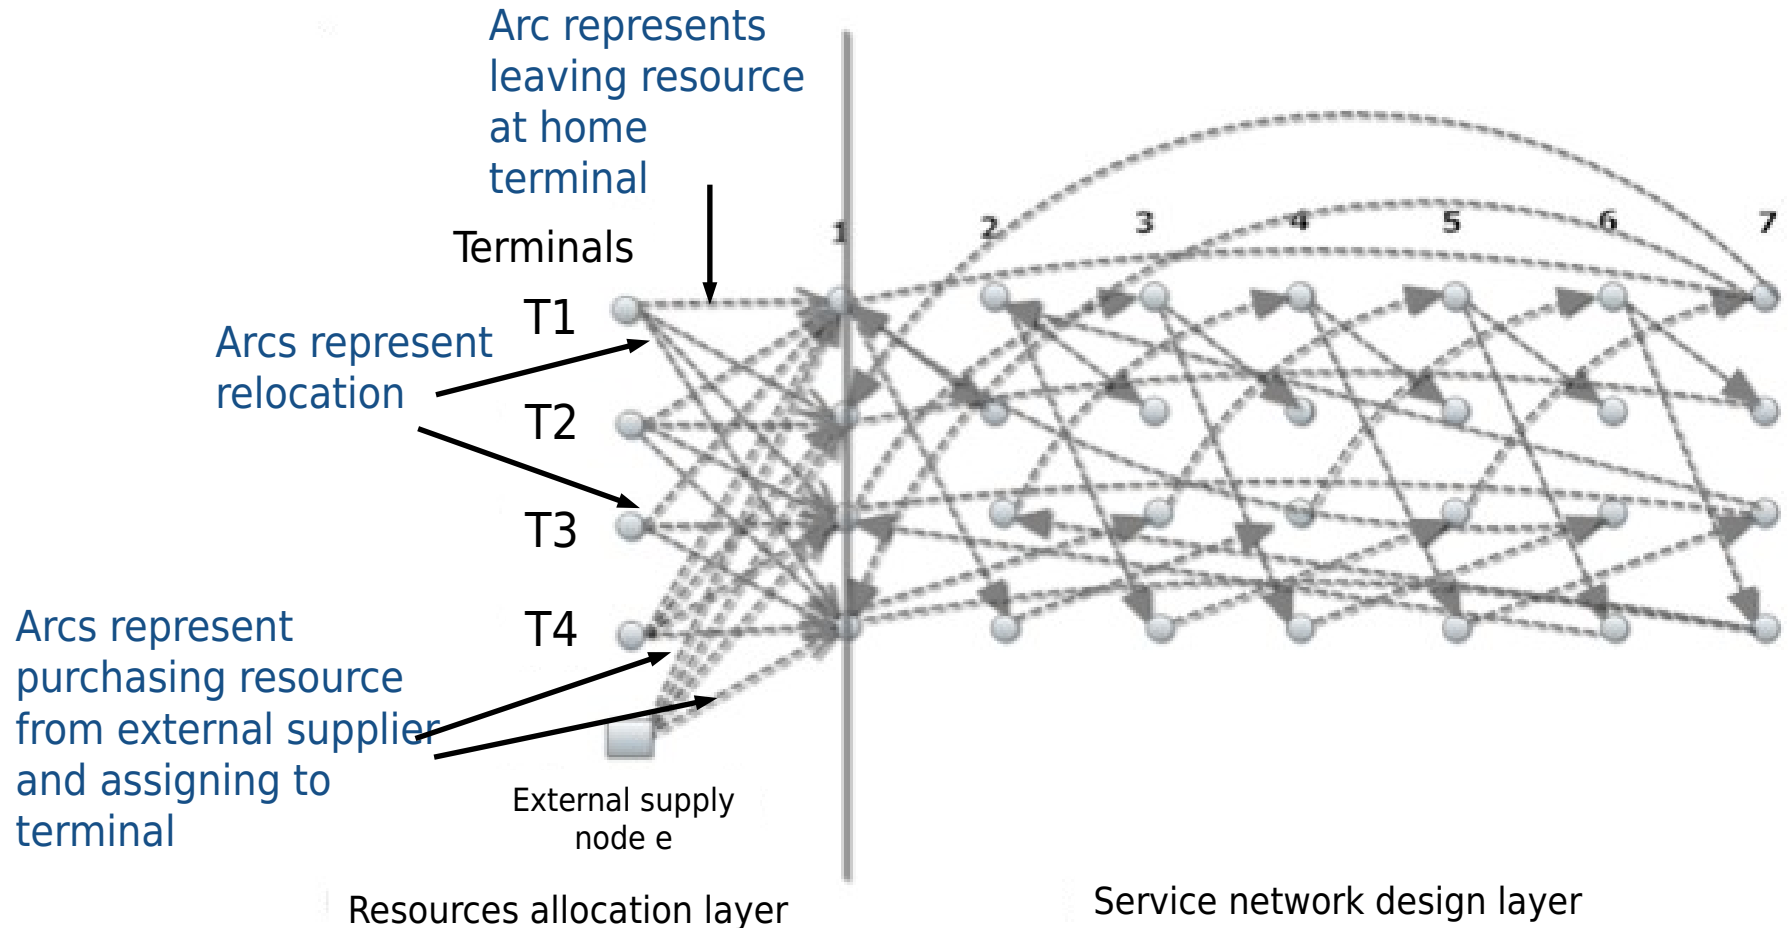 Arc represents
leaving resource
at home
terminal
Terminals
1
2
3
4
5
6
7
T1
Arcs represent
relocation
T2
T3
T4
Arcs represent
purchasing resource
from external supplier
and assigning to
terminal
External supply
node e
Resources allocation layer
Service network design layer